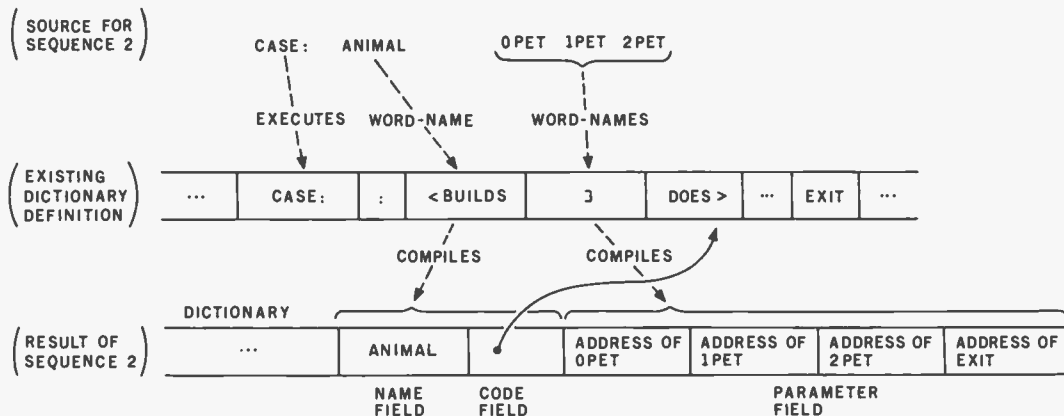 (SOURCE FOR
SEQUENCE 2)
CASE: ANIMAL 0PET 1PET 2PET
EXECUTES WORD-NAME WORD-NAMES
(EXISTING
DICTIONARY
DEFINITION)
... CASE: : <BUILDS ] DOES> ... EXIT ...
COMPILES COMPILES
DICTIONARY
(RESULT OF
SEQUENCE 2)
... ANIMAL ADDRESS OF
0PET ADDRESS OF
1PET ADDRESS OF
2PET ADDRESS OF
EXIT
NAME
FIELD
CODE
FIELD
PARAMETER
FIELD